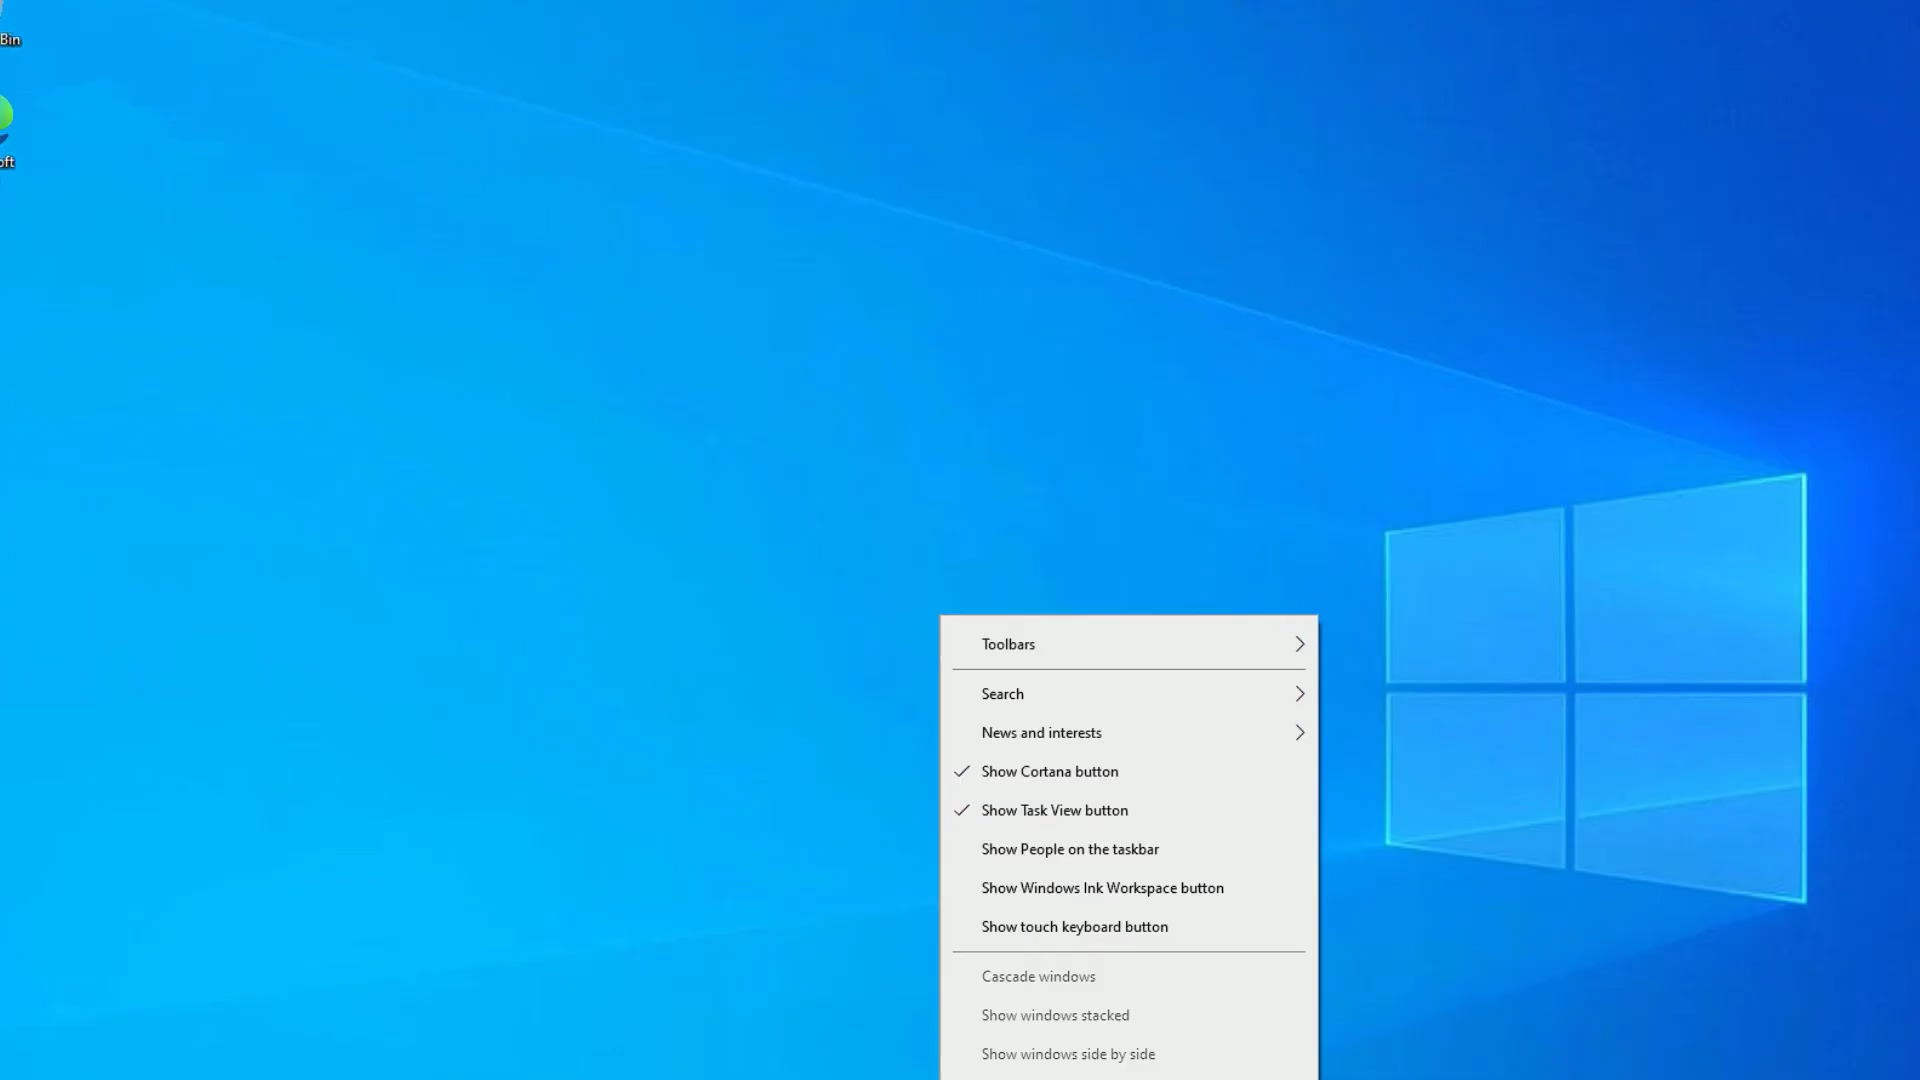 Bin
oft
Toolbars
Search
News and interests
Show Cortana button
Show Task View button
Show People on the taskbar
Show Windows Ink Workspace button
Show touch keyboard button
Cascade windows
Show windows stacked
Show windows side by side